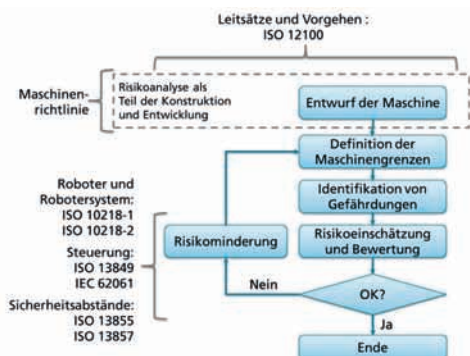 Leitsätze und Vorgehen :
ISO 12100
Maschinen-
richtlinie
Risikoanalyse als
Teil der Konstruktion
und Entwicklung
Entwurf der Maschine
Definition der
Maschinengrenzen
Identifikation von
Gefährdungen
Roboter und
Robotersystem:
ISO 10218-1
ISO 10218-2
Steuerung:
ISO 13849
IEC 62061
Sicherheitsabstände:
ISO 13855
ISO 13857
Risikominderung
Risikoeinschätzung
und Bewertung
Nein
OK?
Ja
Ende